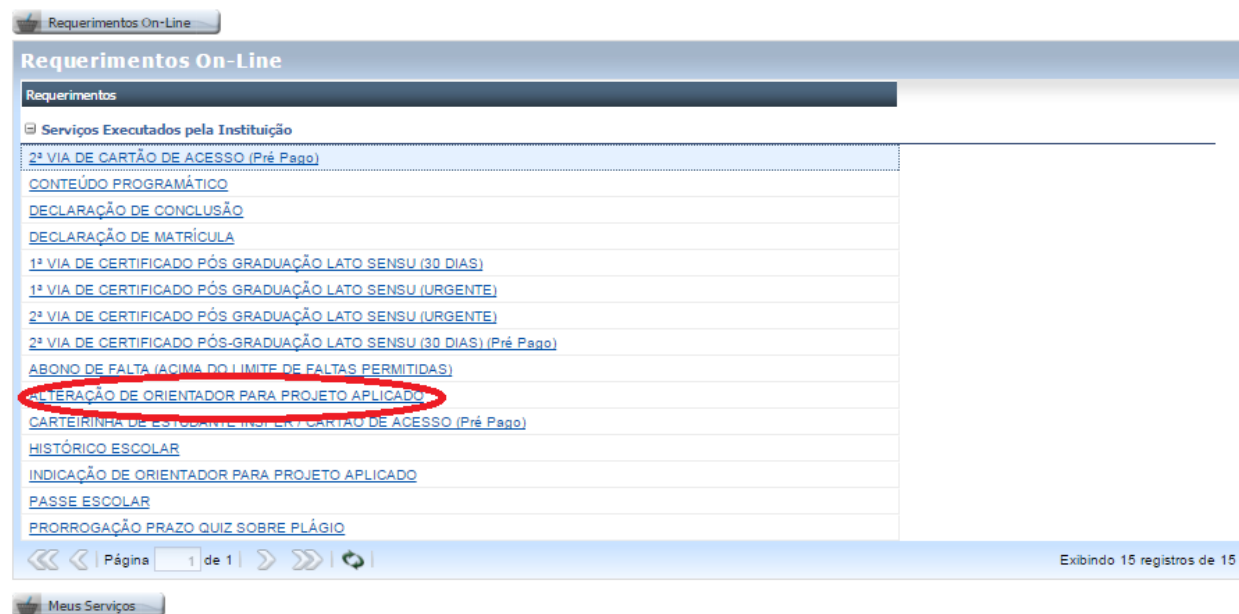 Requerimentos On-Line
Requerimentos On-Line
Requerimentos
Serviços Executados pela Instituição
2ª VIA DE CARTÃO DE ACESSO (Pré Pago)
CONTEÚDO PROGRAMÁTICO
DECLARAÇÃO DE CONCLUSÃO
DECLARAÇÃO DE MATRÍCULA
1ª VIA DE CERTIFICADO PÓS GRADUAÇÃO LATO SENSU (30 DIAS)
1ª VIA DE CERTIFICADO PÓS GRADUAÇÃO LATO SENSU (URGENTE)
2ª VIA DE CERTIFICADO PÓS GRADUAÇÃO LATO SENSU (URGENTE)
2ª VIA DE CERTIFICADO PÓS-GRADUAÇÃO LATO SENSU (30 DIAS) (Pré Pago)
ABONO DE FALTA (ACIMA DO LIMITE DE FALTAS PERMITIDAS)
ALTERAÇÃO DE ORIENTADOR PARA PROJETO APLICADO
CARTEIRINHA DE ESTUDANTE INSPER / CARTÃO DE ACESSO (Pré Pago)
HISTÓRICO ESCOLAR
INDICAÇÃO DE ORIENTADOR PARA PROJETO APLICADO
PASSE ESCOLAR
PRORROGAÇÃO PRAZO QUIZ SOBRE PLÁGIO
Página 1 de 1 Exibindo 15 registros de 15
Meus Serviços